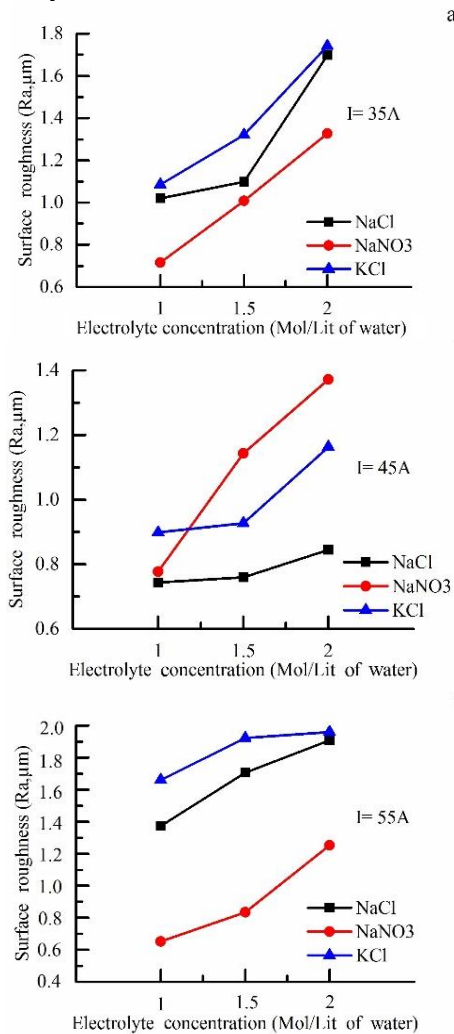 a
1.8
1.6
1.4
1.2
1.0
0.8
0.6
Surface roughness (Ra,µm)
I= 35A
NaCl
NaNO3
KCl
1
1.5
2
Electrolyte concentration (Mol/Lit of water)
1.4
1.2
1.0
0.8
0.6
Surface roughness (Ra,µm)
I= 45A
NaCl
NaNO3
KCl
1
1.5
2
Electrolyte concentration (Mol/Lit of water)
2.0
1.8
1.6
1.4
1.2
1.0
0.8
0.6
0.4
Surface roughness (Ra,µm)
I= 55A
NaCl
NaNO3
KCl
1
1.5
2
Electrolyte concentration (Mol/Lit of water)